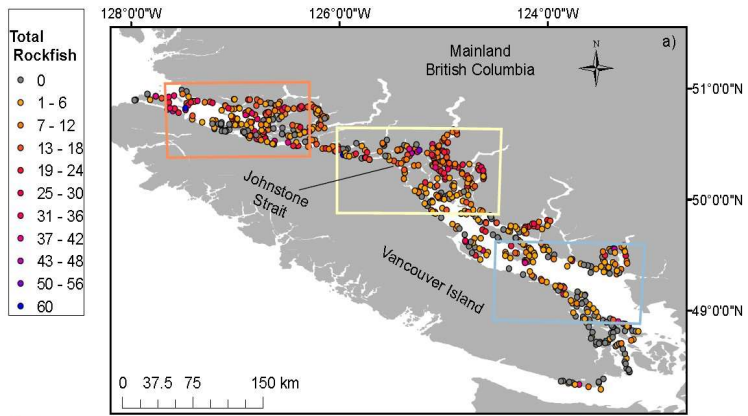 128°0'0"W
126°0'0"W
124°0'0"W
Total
Rockfish
0
1 - 6
7 - 12
13 - 18
19 - 24
25 - 30
31 - 36
37 - 42
43 - 48
50 - 56
60
Mainland
British Columbia
N
a)
51°0'0"N
50°0'0"N
49°0'0"N
Johnstone
Strait
Vancouver Island
0 37.5 75 150 km